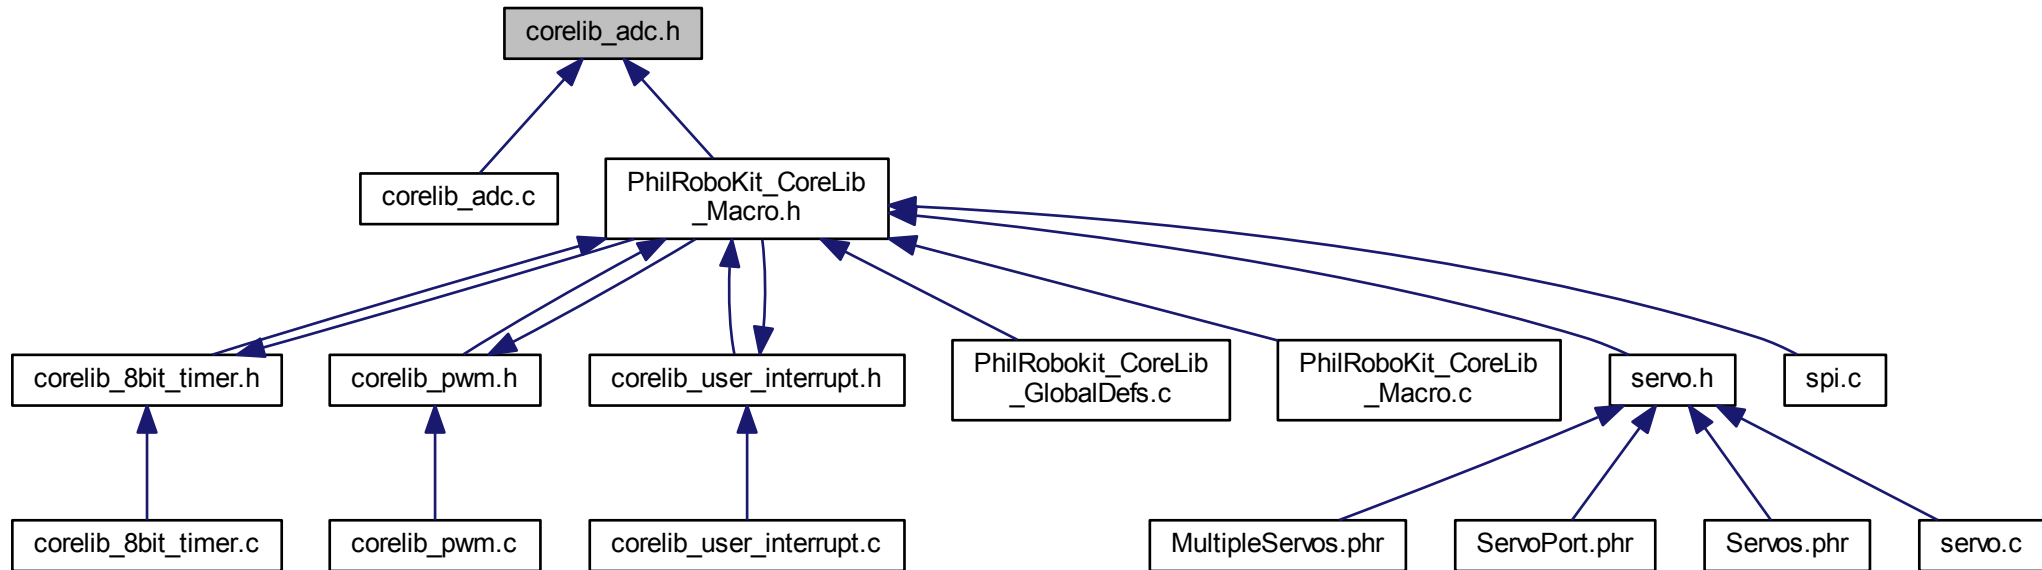 corelib_adc.h
corelib_adc.c
PhilRoboKit_CoreLib
_Macro.h
corelib_8bit_timer.h
corelib_pwm.h
corelib_user_interrupt.h
PhilRobokit_CoreLib
_GlobalDefs.c
PhilRoboKit_CoreLib
_Macro.c
servo.h
spi.c
corelib_8bit_timer.c
corelib_pwm.c
corelib_user_interrupt.c
MultipleServos.phr
ServoPort.phr
Servos.phr
servo.c